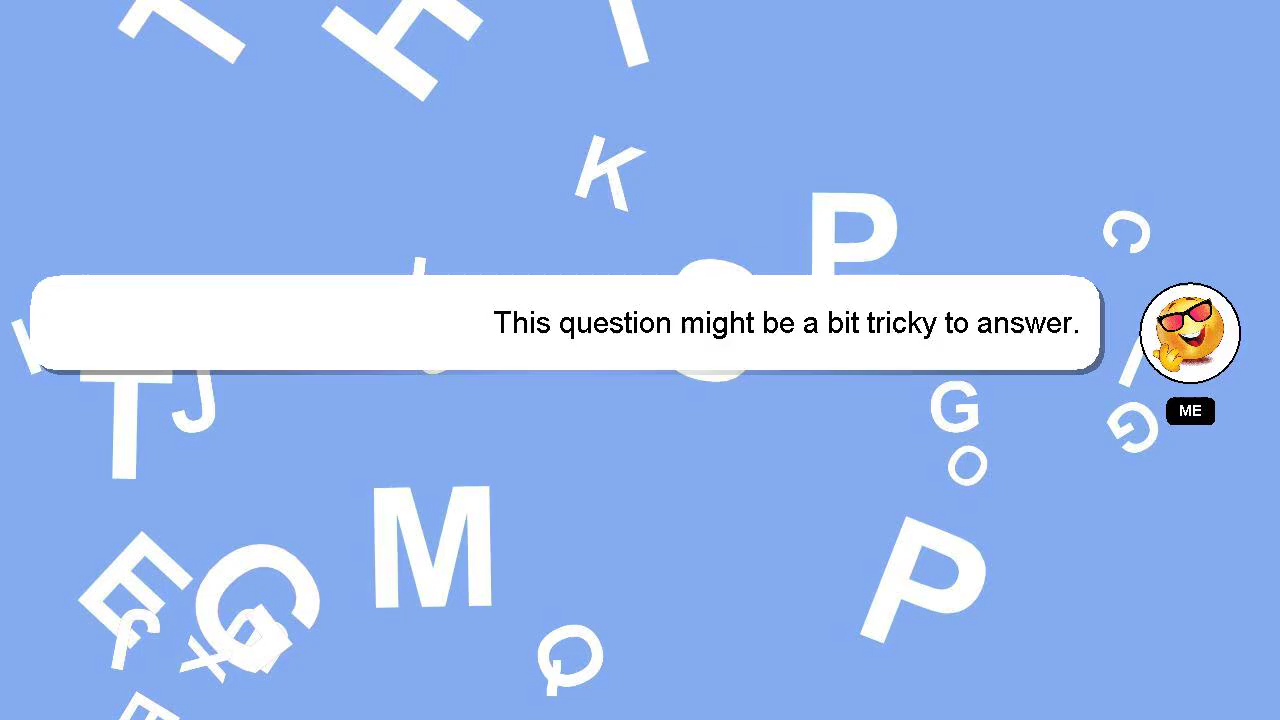 This question might be a bit tricky to answer.
ME
H
K
P
C
T
J
G
G
O
M
P
E
G
X
Q
E